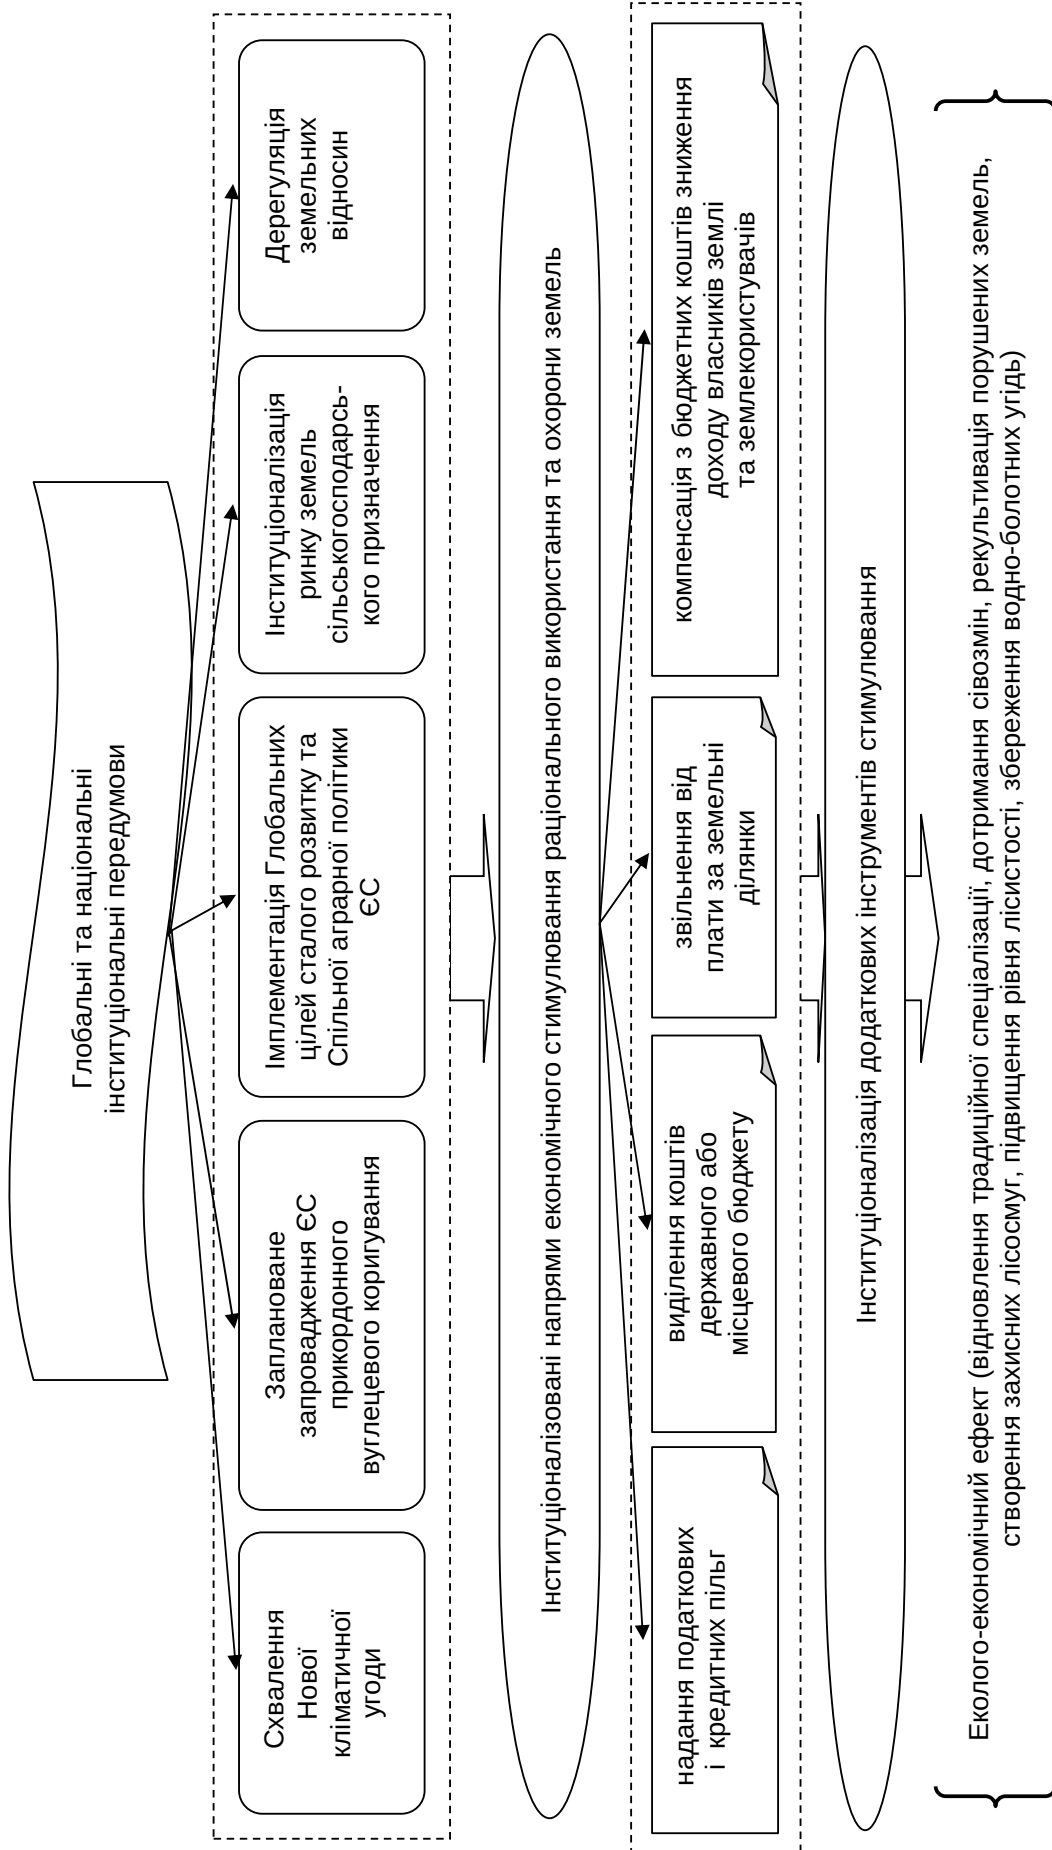 Глобальні та національні
інституціональні передумови
Схвалення
Нової
кліматичної
угоди
Заплановане
запровадження ЄС
прикордонного
вуглецевого коригування
Імплементація Глобальних
цілей сталого розвитку та
Спільної аграрної політики
ЄС
Інституціоналізація
ринку земель
сільськогосподарсь-
кого призначення
Дерегуляція
земельних
відносин
Інституціоналізовані напрями економічного стимулювання раціонального використання та охорони земель
надання податкових
і кредитних пільг
виділення коштів
державного або
місцевого бюджету
звільнення від
плати за земельні
ділянки
компенсація з бюджетних коштів зниження
доходу власників землі
та землекористувачів
Інституціоналізація додаткових інструментів стимулювання
Еколого-економічний ефект (відновлення традиційної спеціалізації, дотримання сівозмін, рекультивація порушених земель,
створення захисних лісосмуг, підвищення рівня лісистості, збереження водно-болотних угідь)